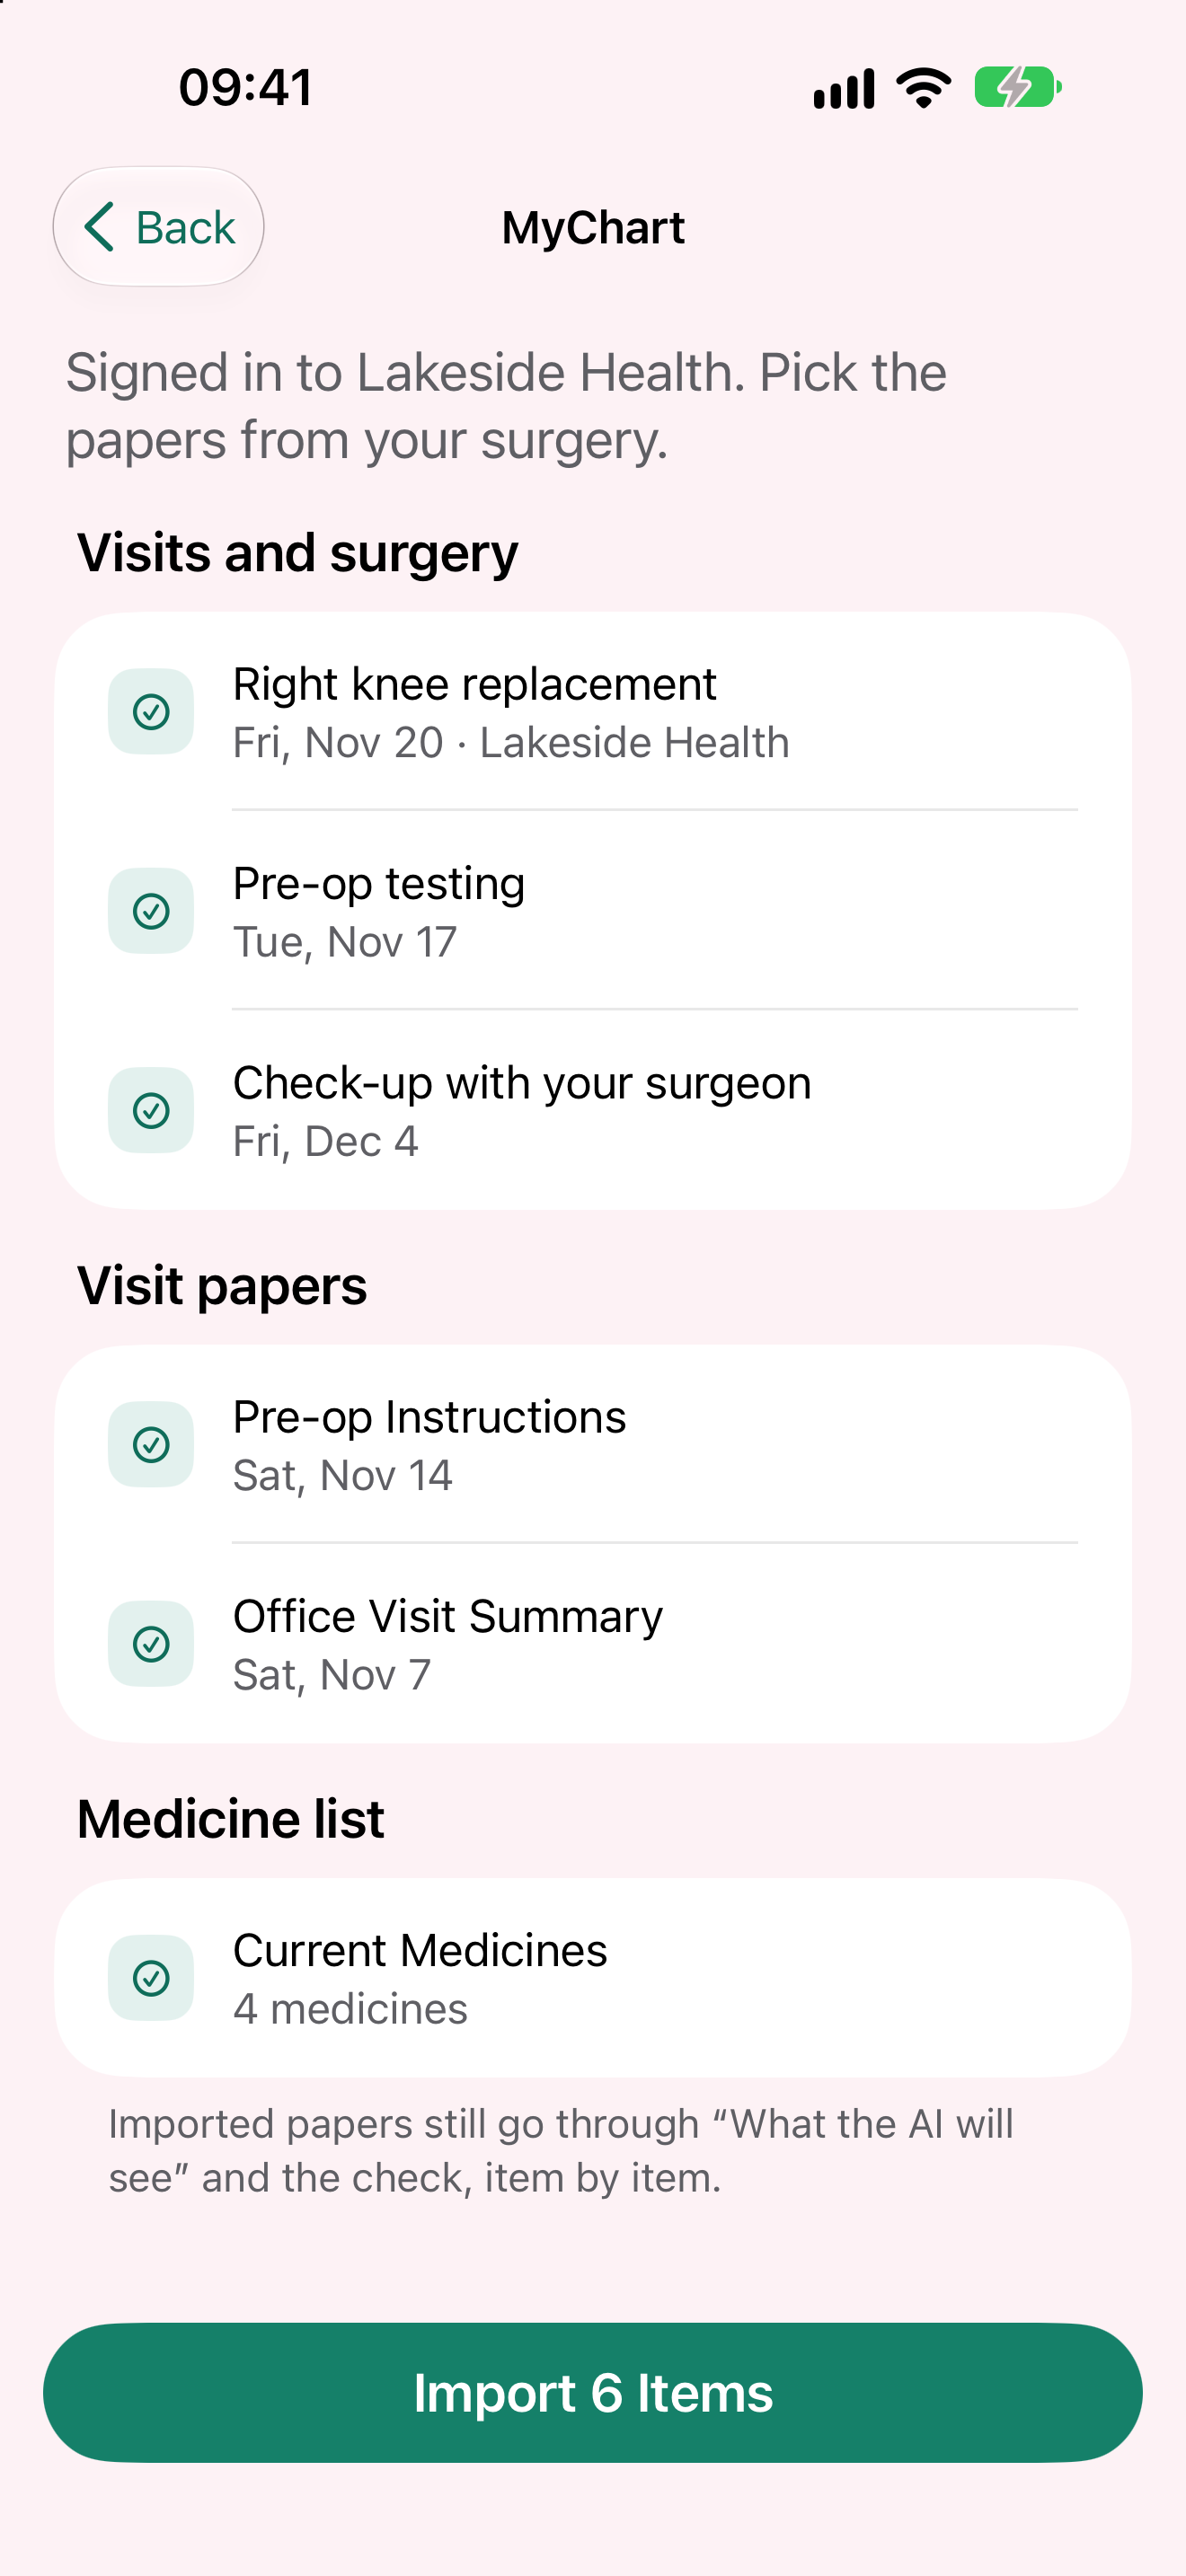 09:41
Back
MyChart
Signed in to Lakeside Health. Pick the
papers from your surgery.
Visits and surgery
Right knee replacement
Fri, Nov 20 · Lakeside Health
Pre-op testing
Tue, Nov 17
Check-up with your surgeon
Fri, Dec 4
Visit papers
Pre-op Instructions
Sat, Nov 14
Office Visit Summary
Sat, Nov 7
Medicine list
Current Medicines
4 medicines
Imported papers still go through “What the AI will
see” and the check, item by item.
Import 6 Items